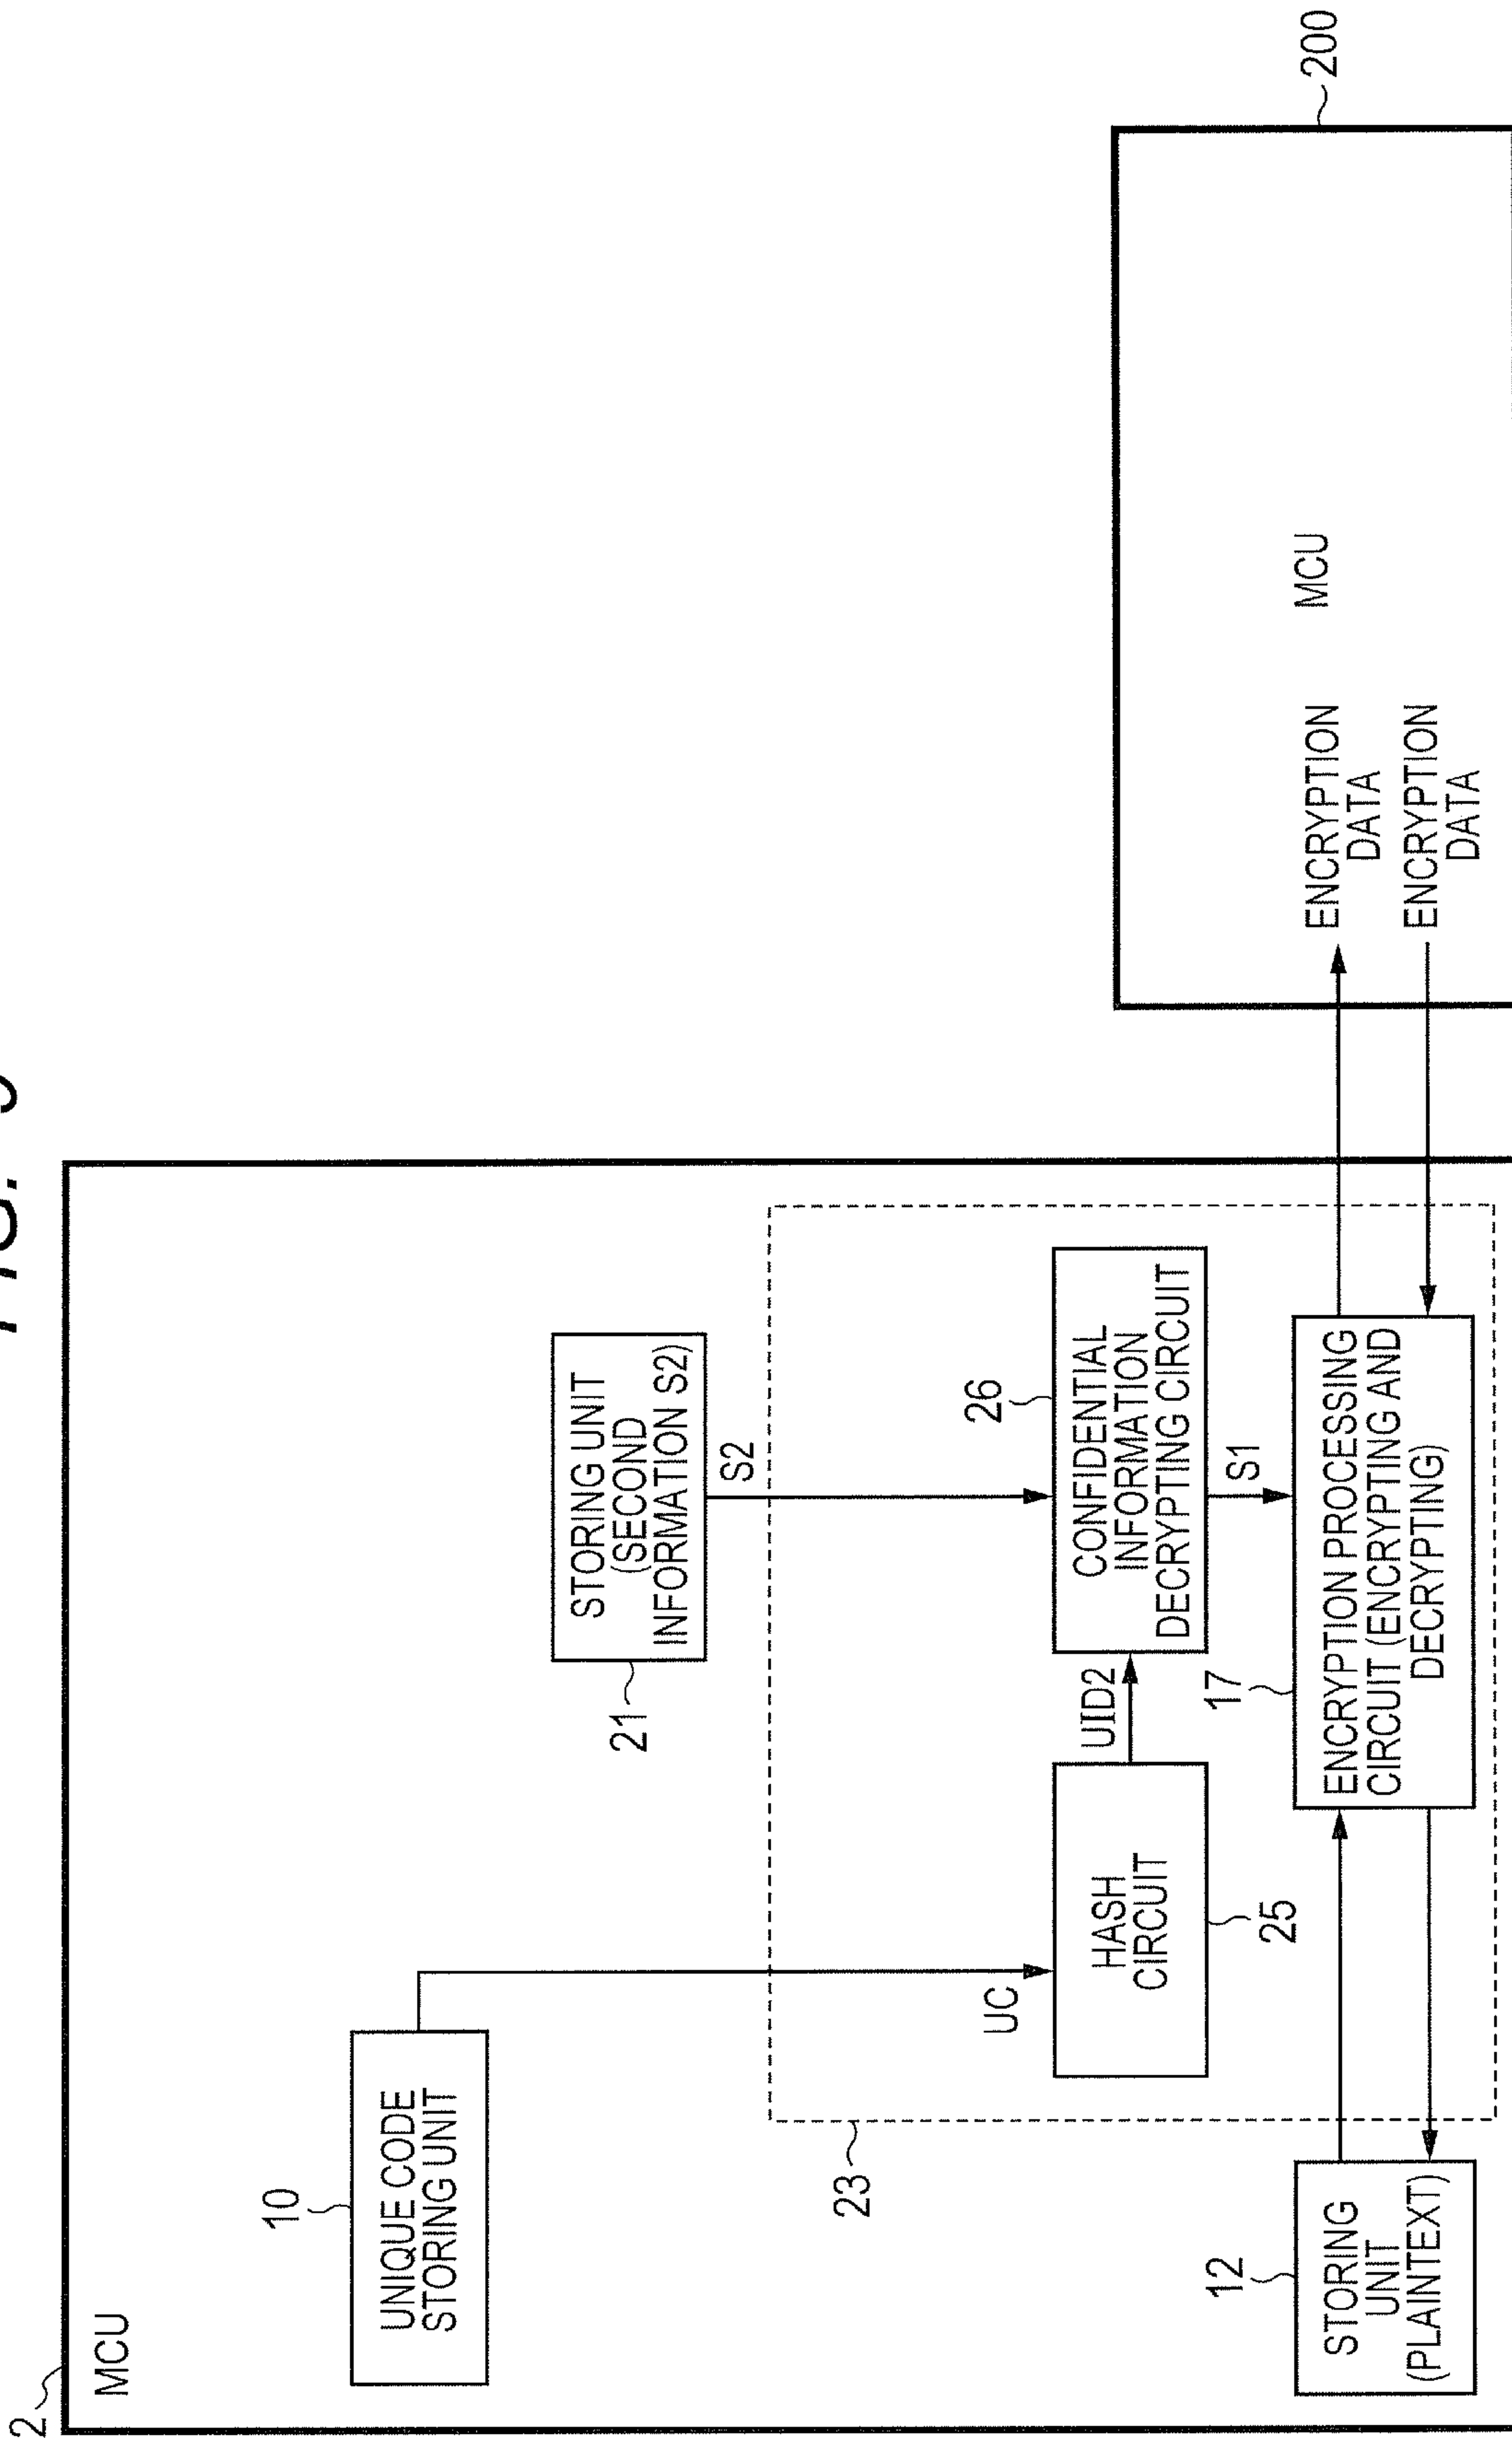 FIG.
2
MCU
10
UNIQUE CODE
STORING UNIT
STORING UNIT
(SECOND
INFORMATION S2)
21
S2
23
UC
26
HASH
CIRCUIT
25
UID2
CONFIDENTIAL
INFORMATION
DECRYPTING CIRCUIT
S1
12
STORING
UNIT
(PLAINTEXT)
17
ENCRYPTION PROCESSING
CIRCUIT (ENCRYPTING AND
DECRYPTING)
200
MCU
ENCRYPTION
DATA
ENCRYPTION
DATA